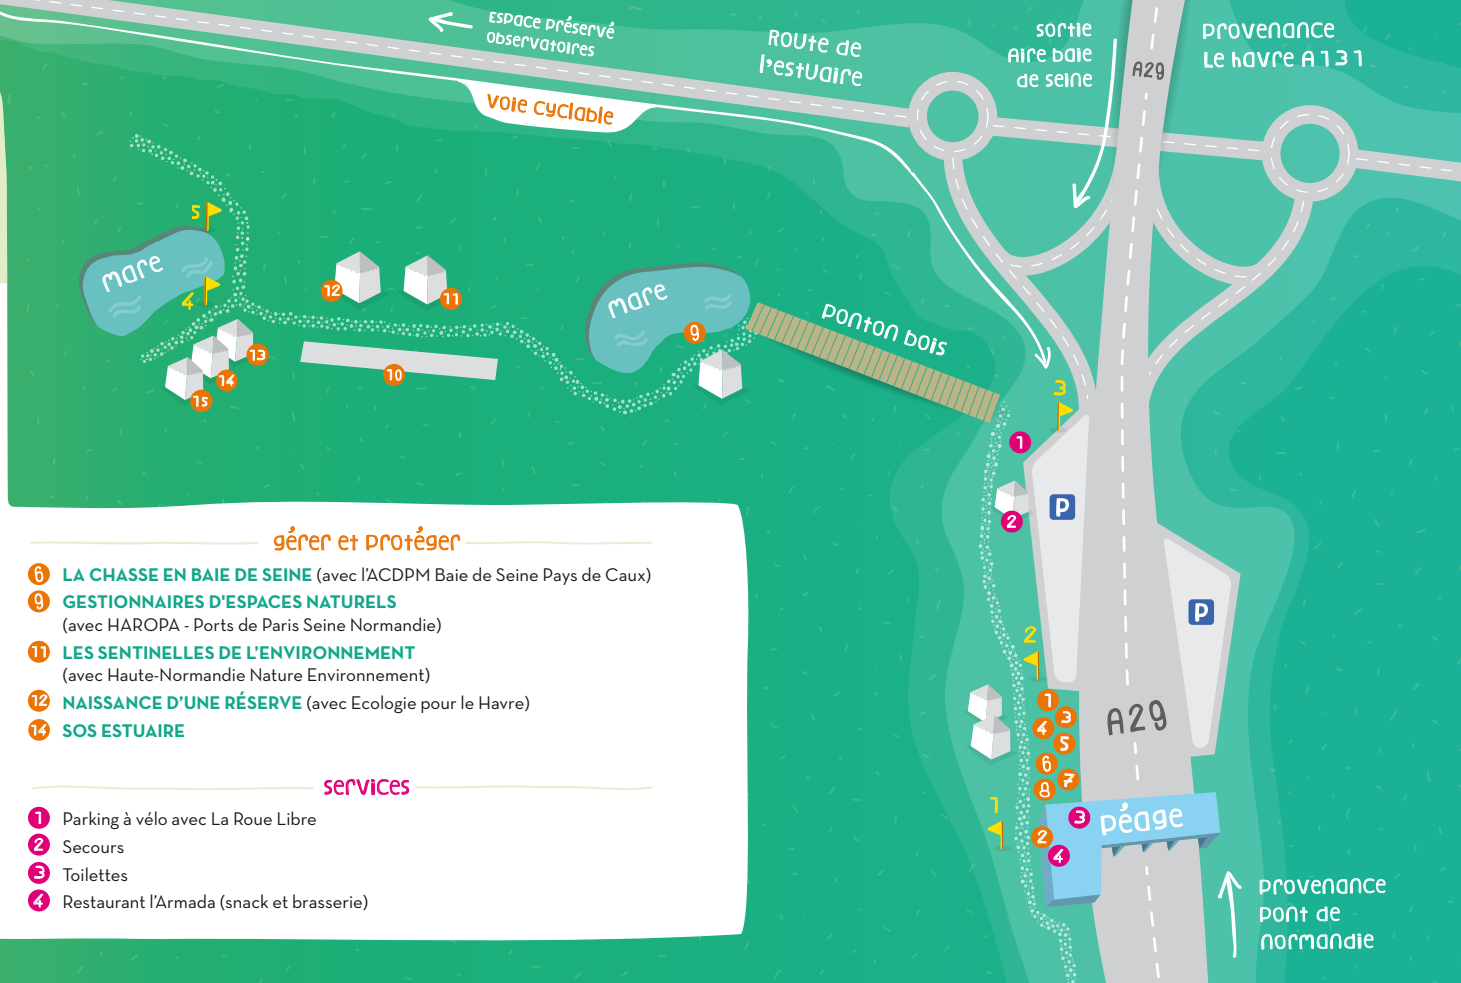 ESPACE PRÉSERVÉ
OBSERVATOIRES
ROUTE DE
L'ESTUAIRE
SORTIE
AIRE BAIE
DE SEINE
A29
PROVENANCE
LE HAVRE A131
VOIE CYCLABLE
5
MARE
4
12
11
MARE
9
PONTON BOIS
13
14
15
10
3
1
P
2
P
2
1
3
4
5
6
7
8
A29
1
3
PÉAGE
2
4
PROVENANCE
PONT DE
NORMANDIE
GÉRER ET PROTÉGER
6 LA CHASSE EN BAIE DE SEINE (avec l'ACDPM Baie de Seine Pays de Caux)
9 GESTIONNAIRES D'ESPACES NATURELS
(avec HAROPA - Ports de Paris Seine Normandie)
11 LES SENTINELLES DE L'ENVIRONNEMENT
(avec Haute-Normandie Nature Environnement)
12 NAISSANCE D'UNE RÉSERVE (avec Ecologie pour le Havre)
14 SOS ESTUAIRE
SERVICES
1 Parking à vélo avec La Roue Libre
2 Secours
3 Toilettes
4 Restaurant l'Armada (snack et brasserie)